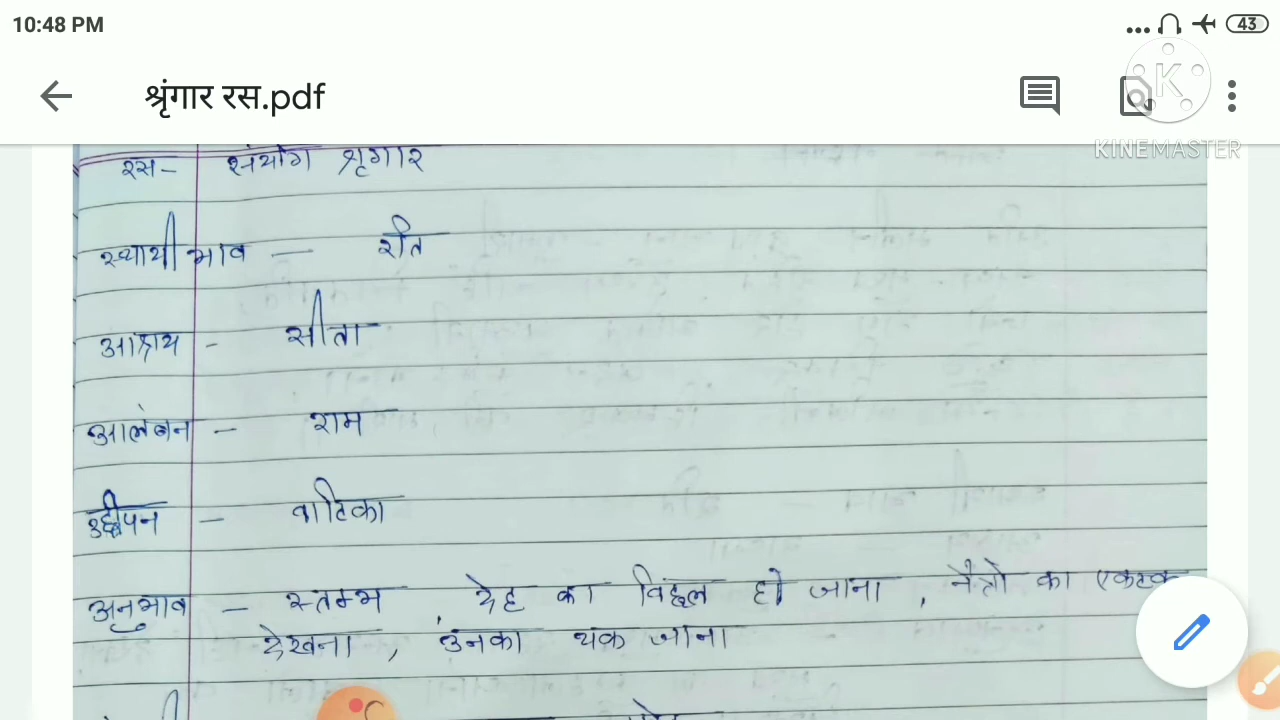 10:48 PM
43
श्रृंगार रस.pdf
K
KINEMASTER
रस - संयोग श्रृगार
स्थायी भाव - रति
आश्रय - सीता
आलंबन - राम
उद्दीपन - वाटिका
अनुभाव - स्तम्भ , देह का विह्वल हो जाना , नेत्रो का एकटक
देखना , उनका थक जाना